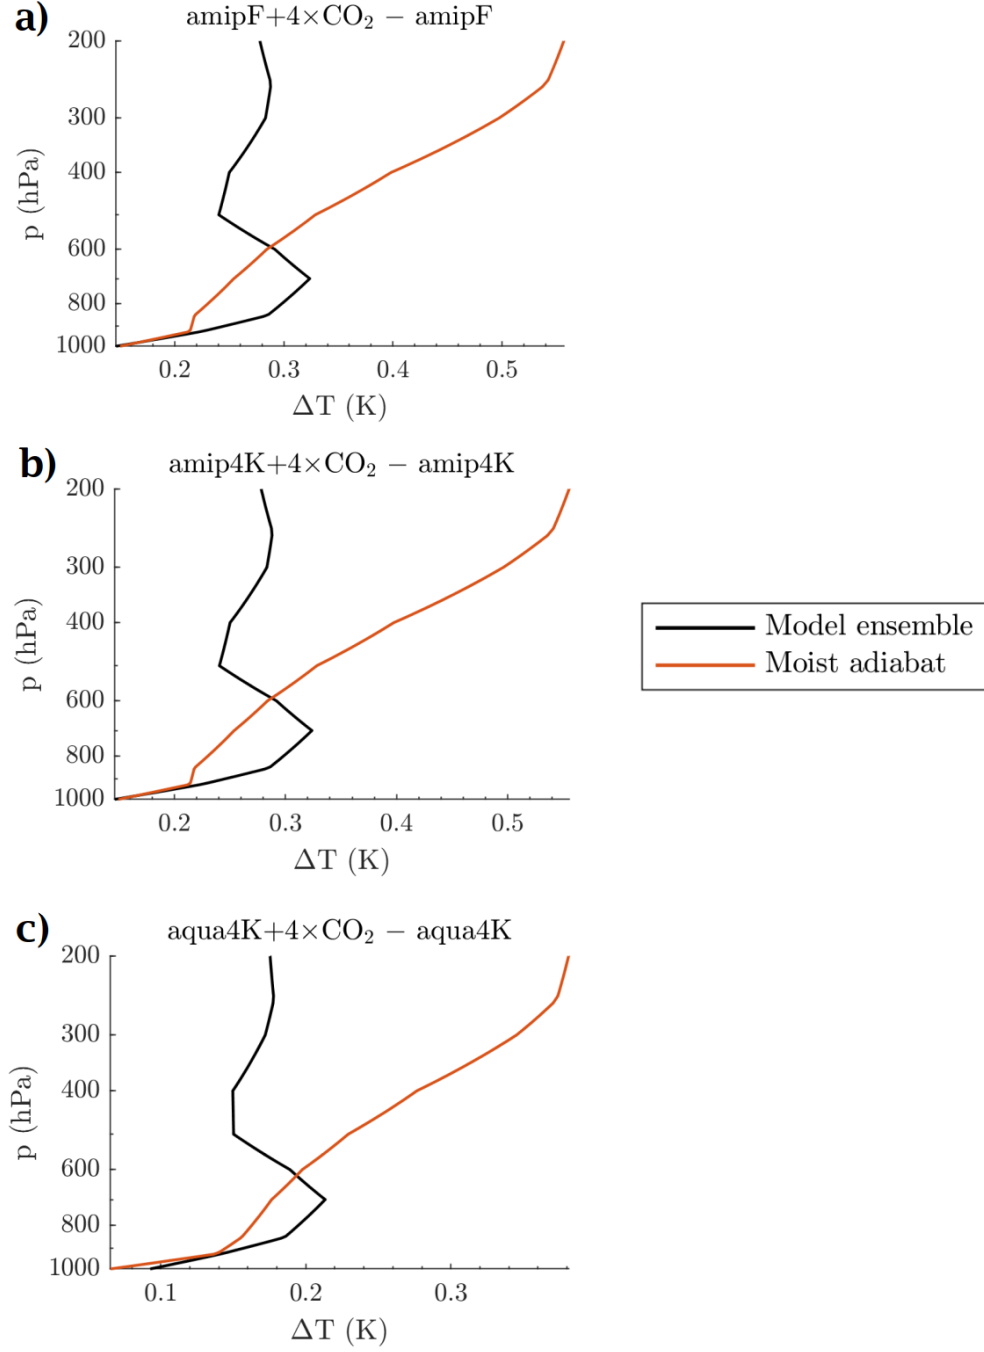 a)
amipF+4×CO₂ − amipF
200
300
400
600
800
1000
p (hPa)
0.2 0.3 0.4 0.5
ΔT (K)
b)
amip4K+4×CO₂ − amip4K
200
300
400
600
800
1000
p (hPa)
0.2 0.3 0.4 0.5
ΔT (K)
Model ensemble
Moist adiabat
c)
aqua4K+4×CO₂ − aqua4K
200
300
400
600
800
1000
p (hPa)
0.1 0.2 0.3
ΔT (K)